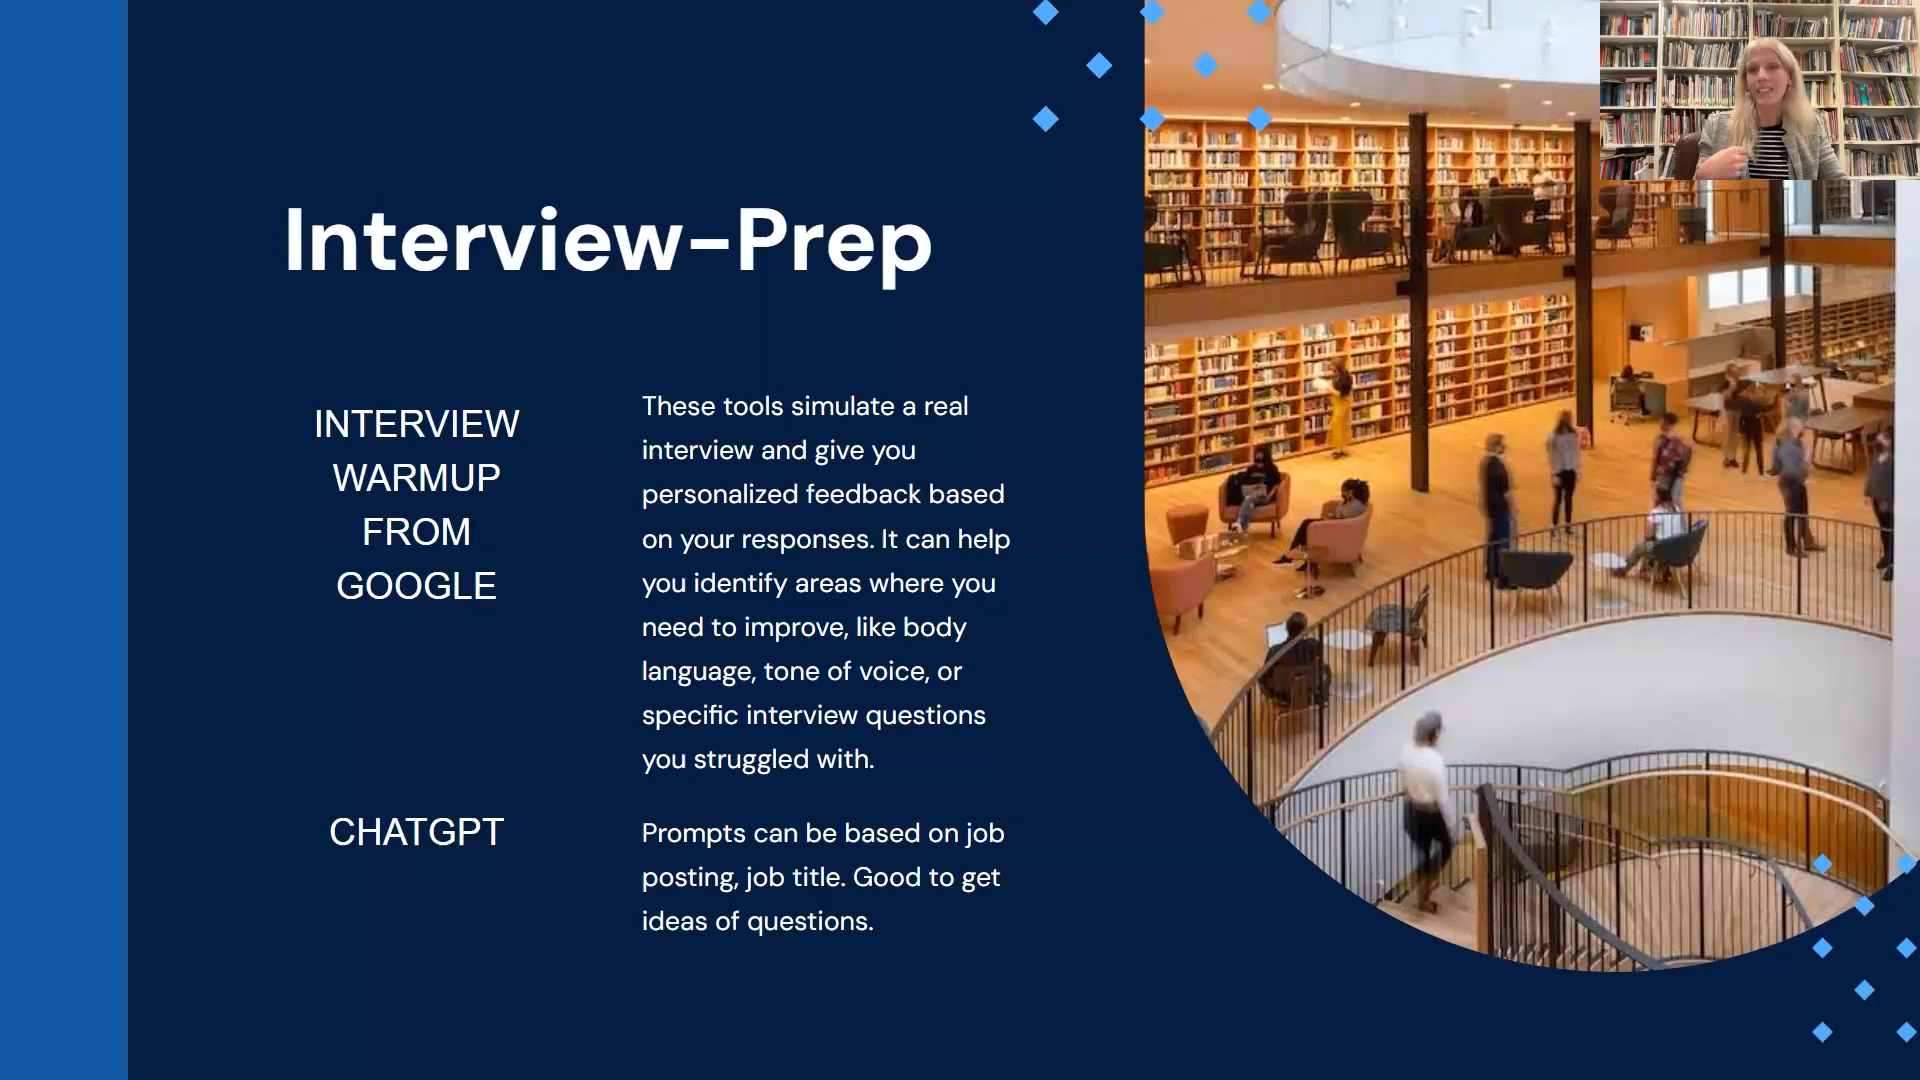 Interview-Prep
INTERVIEW
WARMUP
FROM
GOOGLE
These tools simulate a real
interview and give you
personalized feedback based
on your responses. It can help
you identify areas where you
need to improve, like body
language, tone of voice, or
specific interview questions
you struggled with.
CHATGPT
Prompts can be based on job
posting, job title. Good to get
ideas of questions.